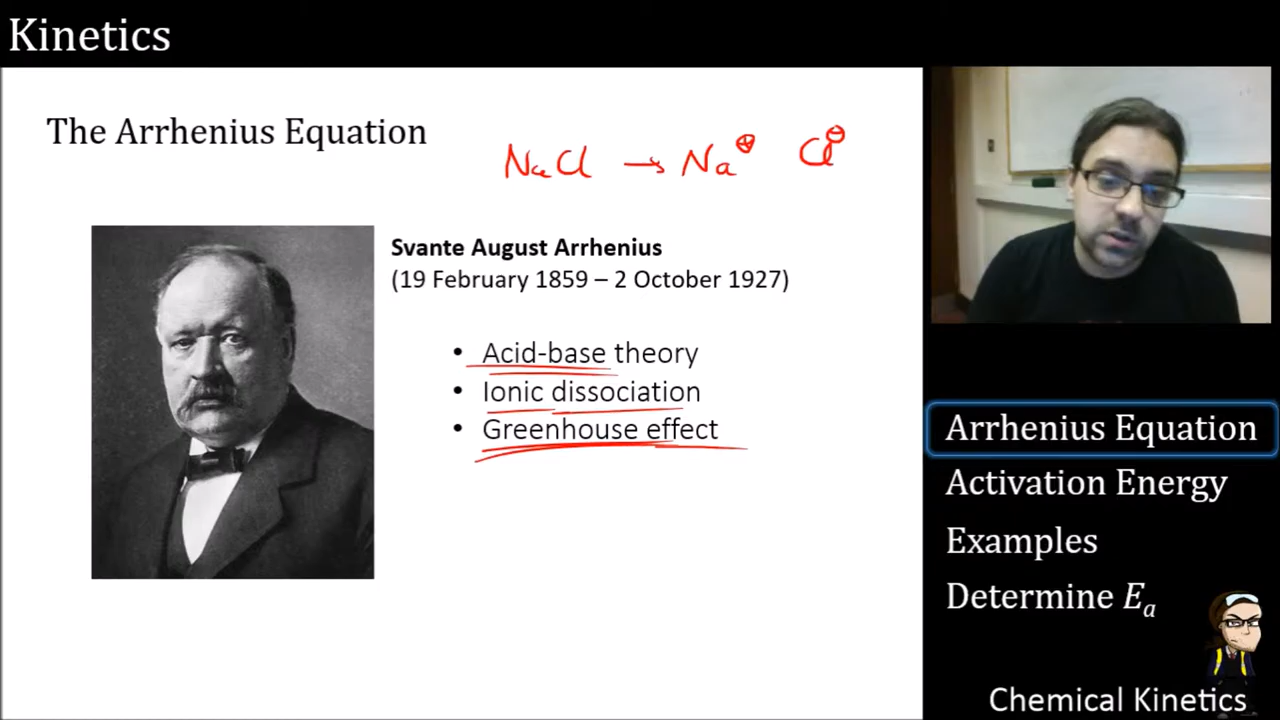 Kinetics
The Arrhenius Equation
NaCl → Na⊕ Cl⊖
Svante August Arrhenius
(19 February 1859 – 2 October 1927)
• Acid-base theory
• Ionic dissociation
• Greenhouse effect
Arrhenius Equation
Activation Energy
Examples
Determine Eₐ
Chemical Kinetics